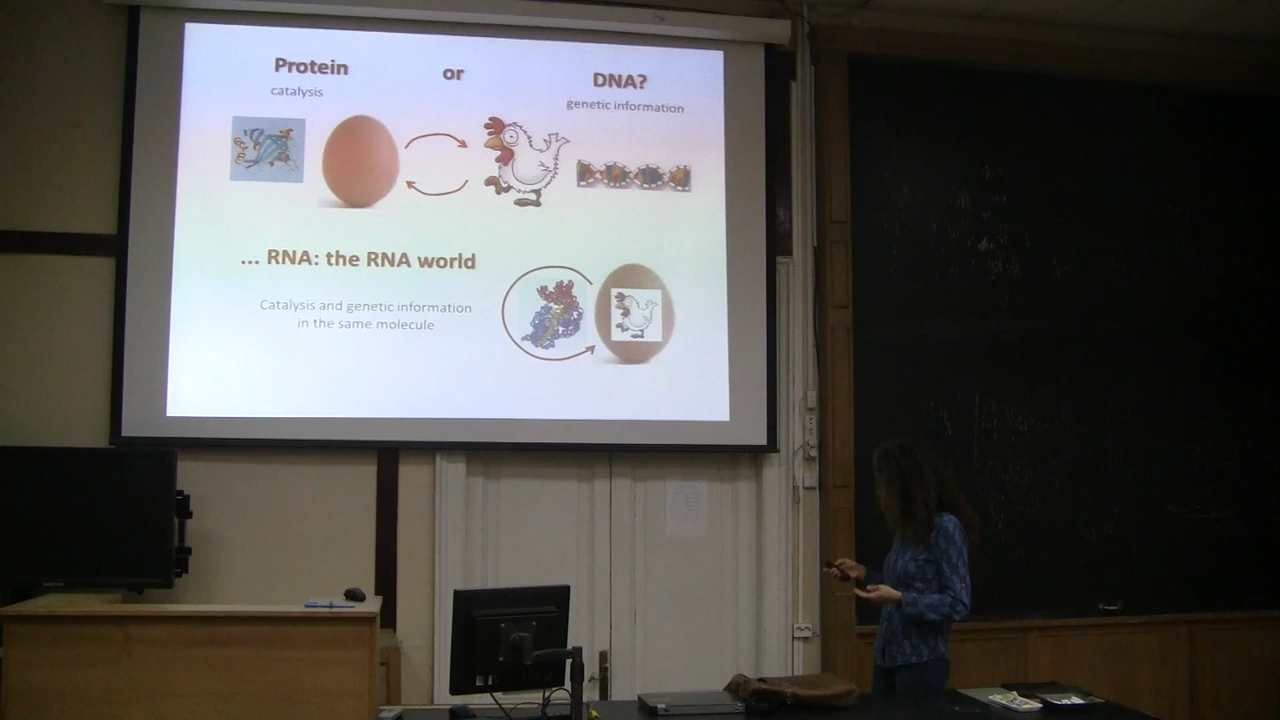 Protein or DNA?
catalysis genetic information
... RNA: the RNA world
Catalysis and genetic information
in the same molecule